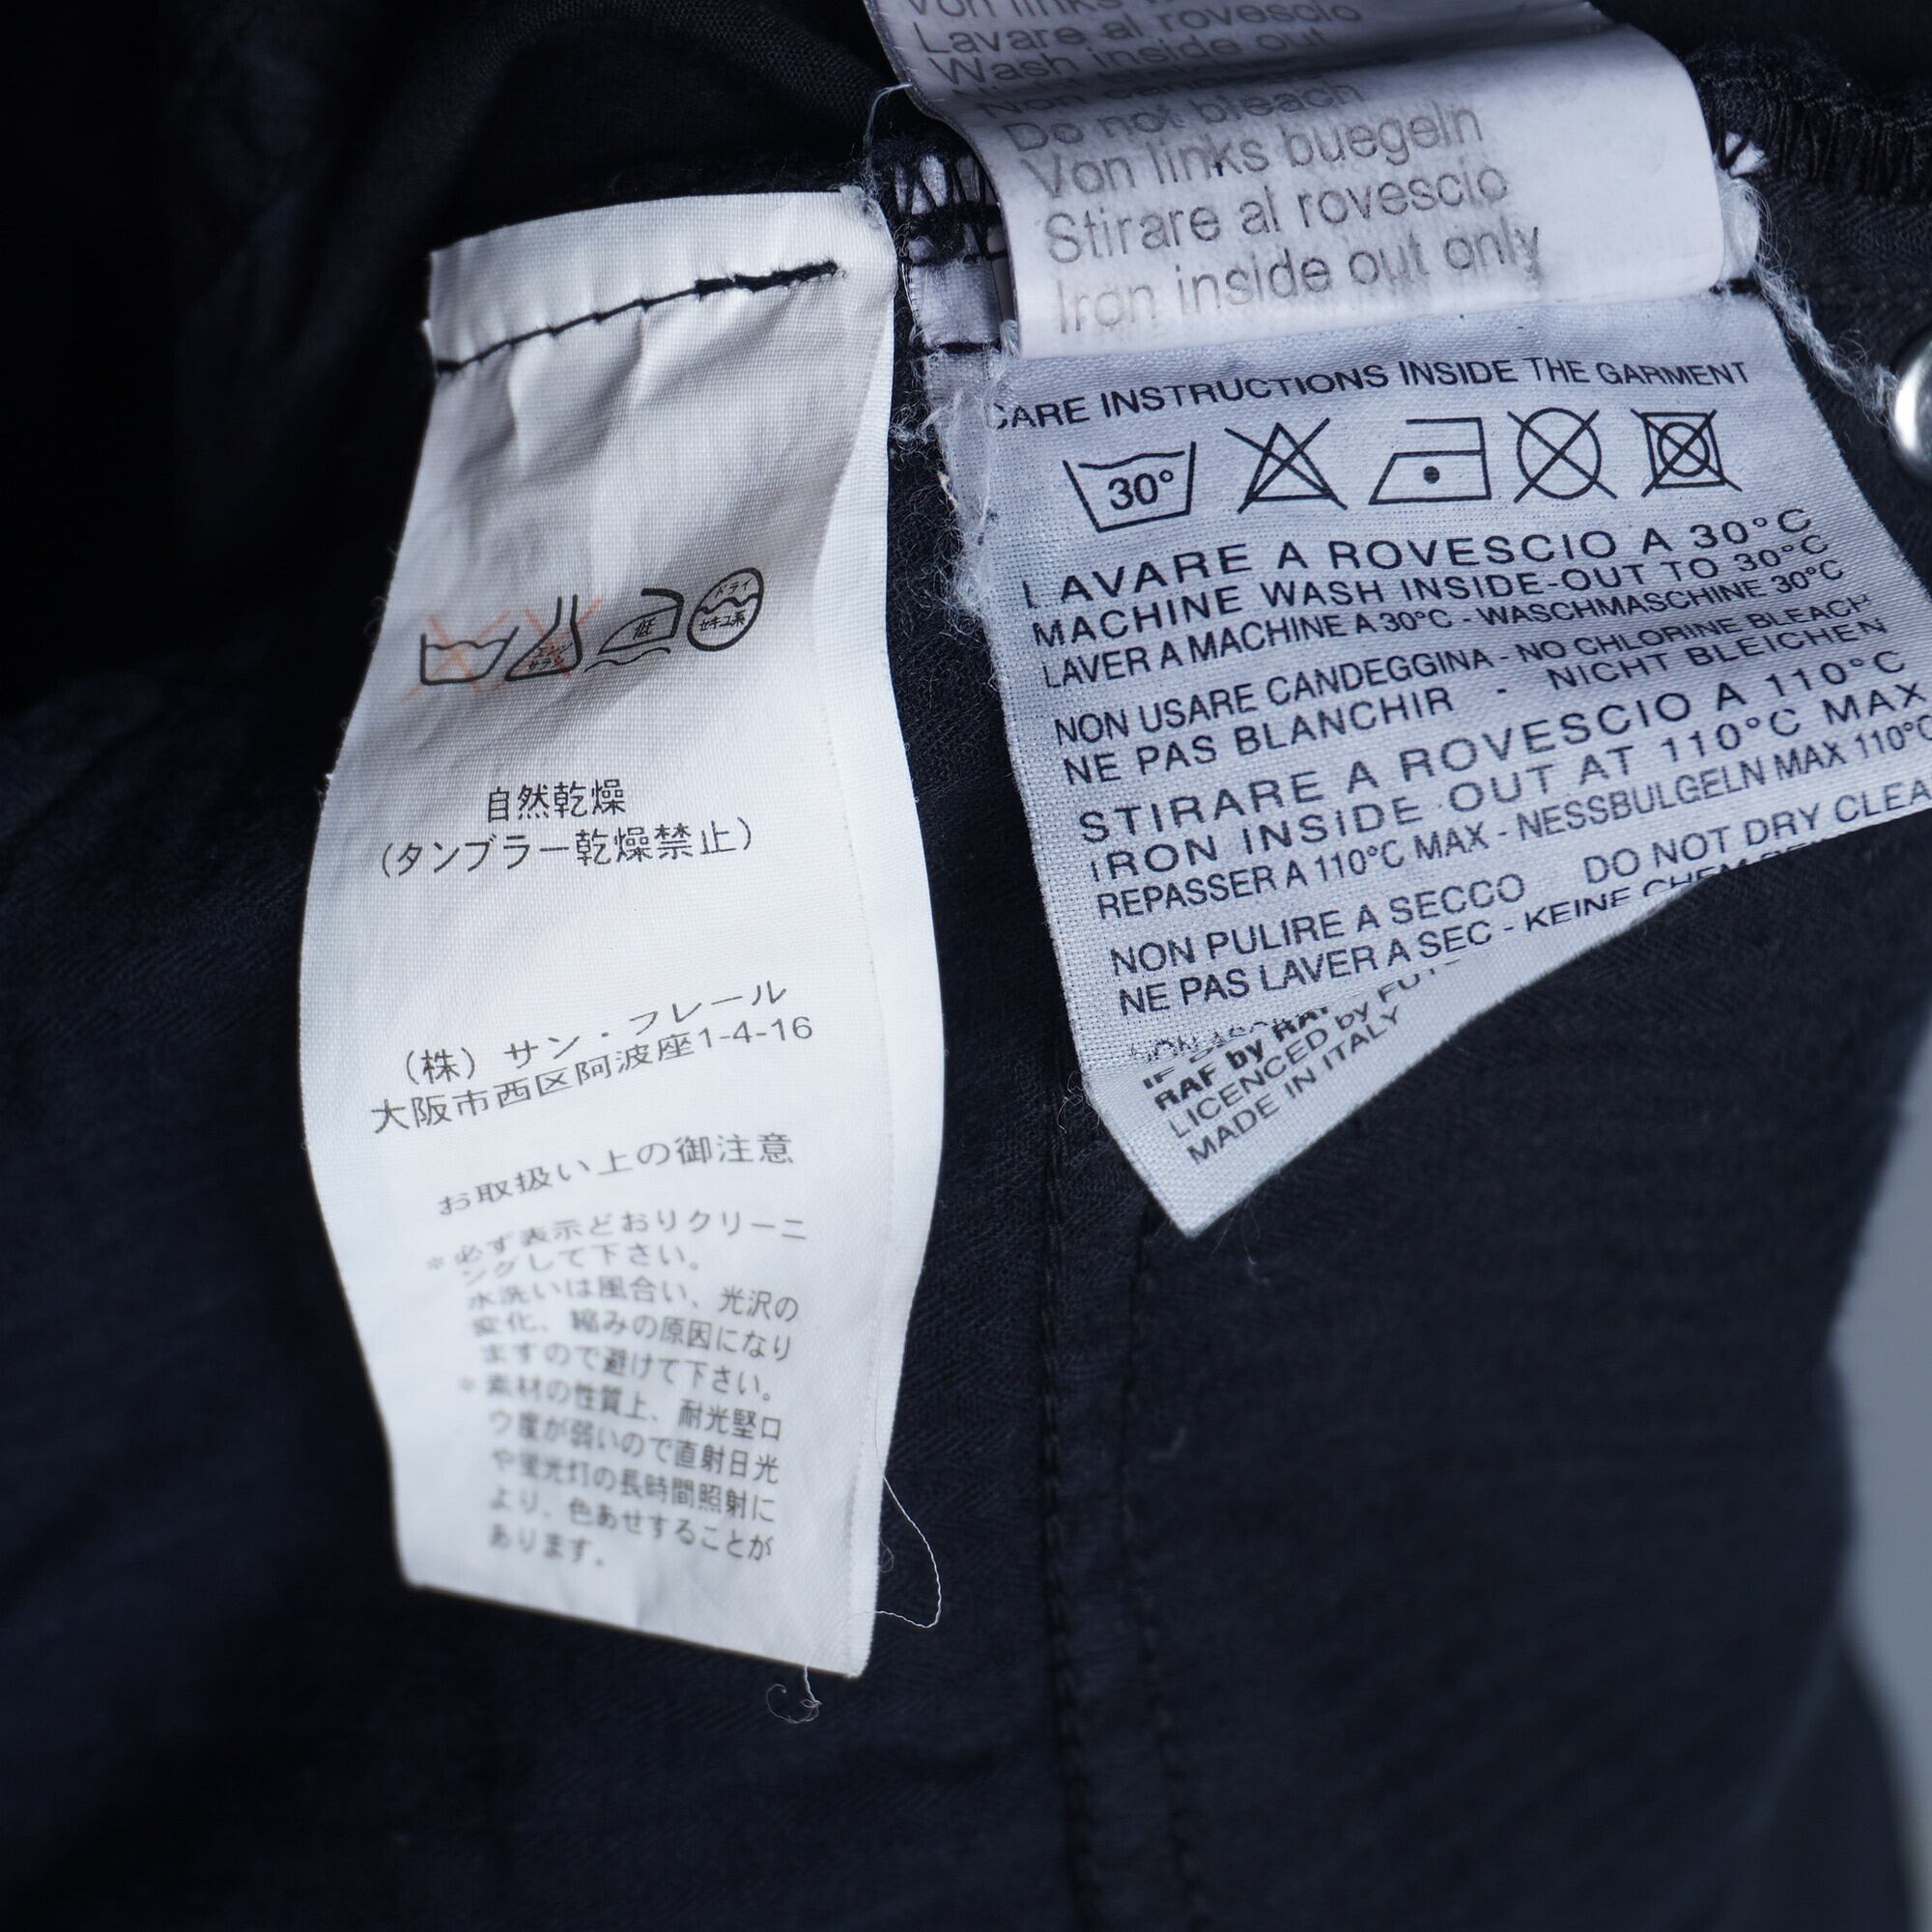 Lavare al rovescio
Wash inside out
Do not bleach
Von links buegeln
Stirare al rovescio
Iron inside out only
CARE INSTRUCTIONS INSIDE THE GARMENT
30°
LAVARE A ROVESCIO A 30°C
MACHINE WASH INSIDE-OUT TO 30°C
LAVER A MACHINE A 30°C - WASCHMASCHINE 30°C
NON USARE CANDEGGINA - NO CHLORINE BLEACH
NE PAS BLANCHIR - NICHT BLEICHEN
STIRARE A ROVESCIO A 110°C
IRON INSIDE OUT AT 110°C MAX
REPASSER A 110°C MAX - NESSBULGELN MAX 110°C
NON PULIRE A SECCO DO NOT DRY CLEA
NE PAS LAVER A SEC - KEINE
RAF by RAF
LICENCED by FUT
MADE IN ITALY
低
ドライ
セキユ系
自然乾燥
(タンブラー乾燥禁止)
(株) サン・フレール
大阪市西区阿波座1-4-16
お取扱い上の御注意
*必ず表示どおりクリーニ
ングして下さい。
水洗いは風合い、光沢の
変化、縮みの原因になり
ますので避けて下さい。
*素材の性質上、耐光堅ロ
ウ度が弱いので直射日光
や蛍光灯の長時間照射に
より、色あせすることが
あります。